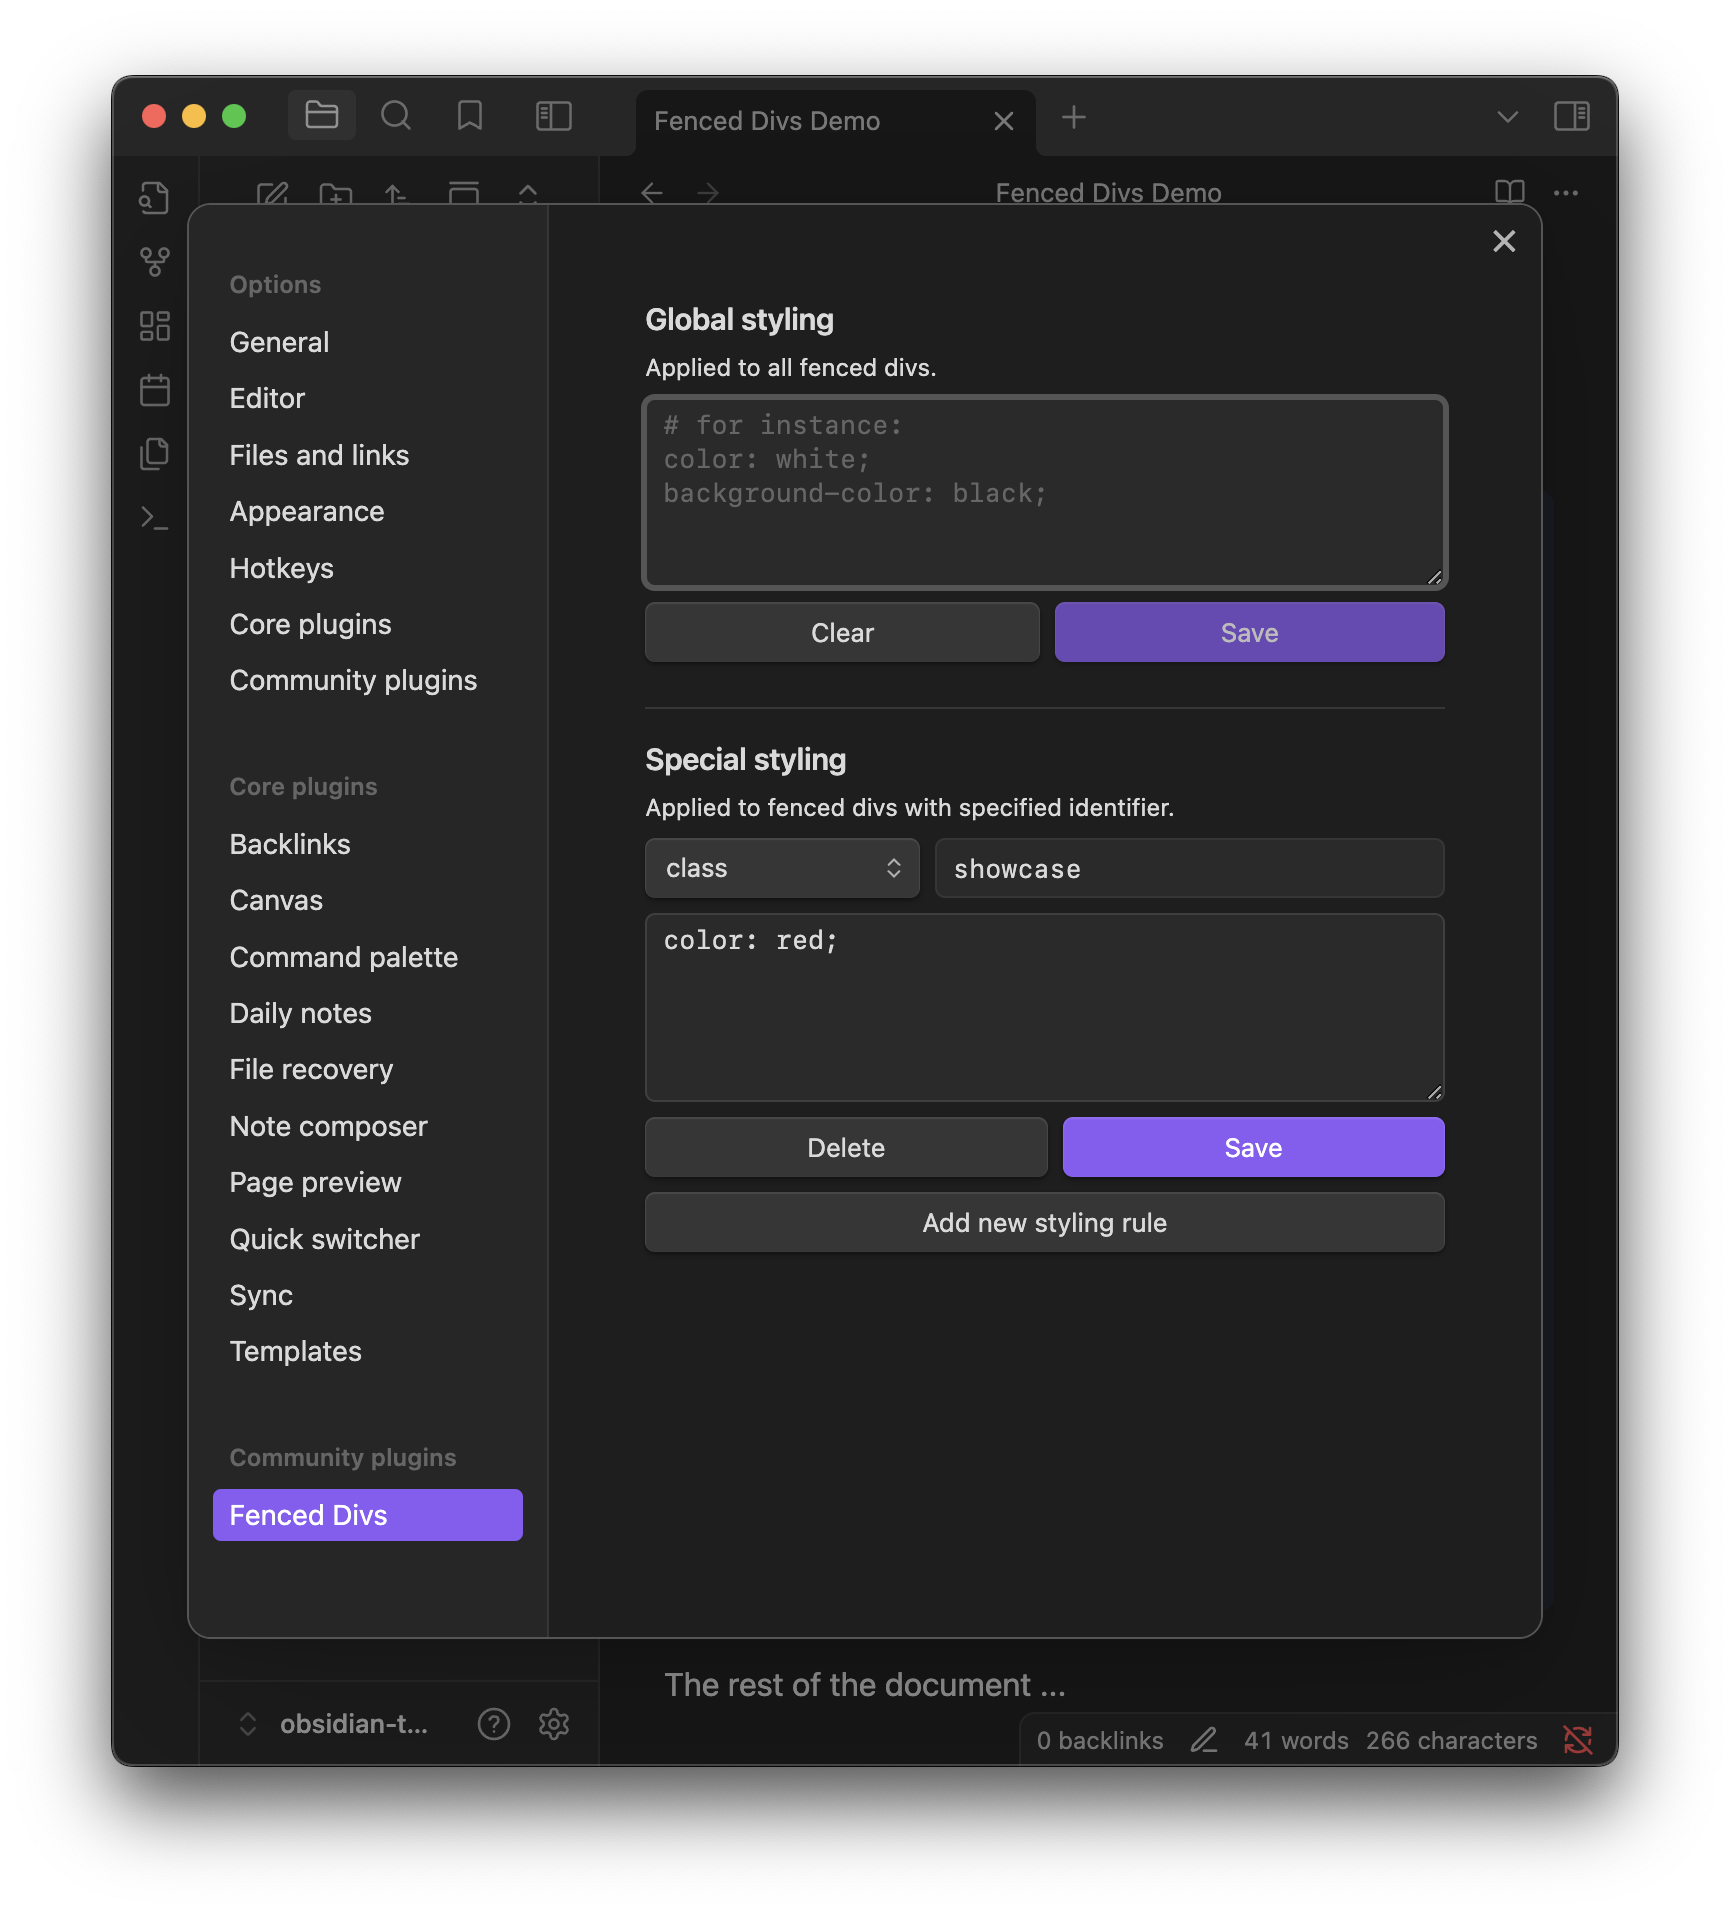 Fenced Divs Demo
Fenced Divs Demo
Options
General
Editor
Files and links
Appearance
Hotkeys
Core plugins
Community plugins
Core plugins
Backlinks
Canvas
Command palette
Daily notes
File recovery
Note composer
Page preview
Quick switcher
Sync
Templates
Community plugins
Fenced Divs
Global styling
Applied to all fenced divs.
# for instance:
color: white;
background-color: black;
Clear
Save
Special styling
Applied to fenced divs with specified identifier.
class
showcase
color: red;
Delete
Save
Add new styling rule
The rest of the document ...
obsidian-t...
0 backlinks
41 words
266 characters